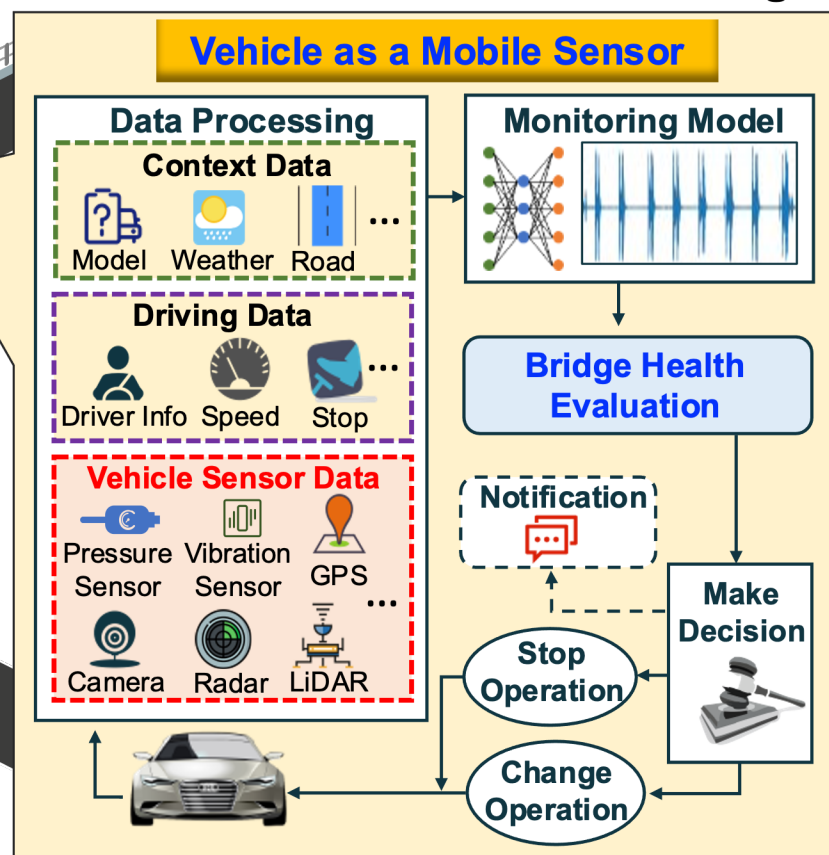 Vehicle as a Mobile Sensor
Data Processing
Context Data
Model Weather Road ...
Driving Data
Driver Info Speed Stop ...
Vehicle Sensor Data
Pressure Sensor
Vibration Sensor
GPS
...
Camera Radar LiDAR
Monitoring Model
Bridge Health
Evaluation
Notification
Make
Decision
Stop
Operation
Change
Operation